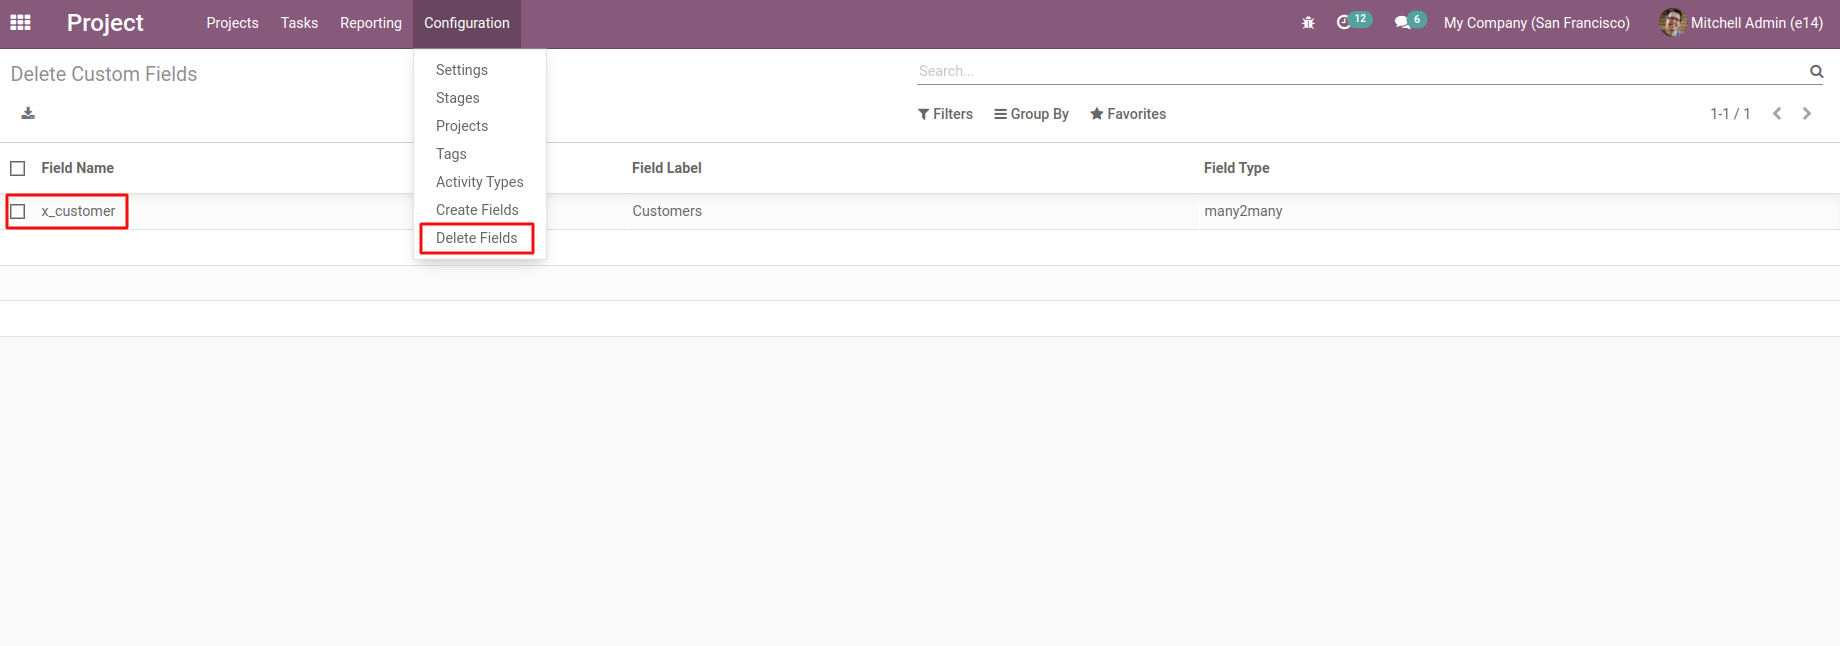 Project Projects Tasks Reporting Configuration 12 6 My Company (San Francisco) Mitchell Admin (e14)
Delete Custom Fields
Search...
Filters Group By Favorites 1-1 / 1
Settings
Stages
Projects
Tags
Activity Types
Create Fields
Delete Fields
Field Name Field Label Field Type
x_customer Customers many2many